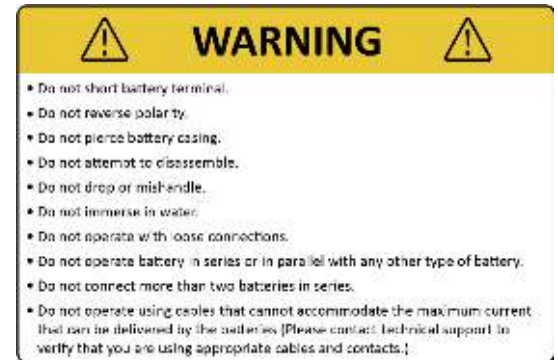 WARNING
• Do not short battery terminal.
• Do not reverse polarity.
• Do not pierce battery casing.
• Do not attempt to disassemble.
• Do not drop or mishandle.
• Do not immerse in water.
• Do not operate with loose connections.
• Do not operate battery in series or in parallel with any other type of battery.
• Do not connect more than two batteries in series.
• Do not operate using cables that cannot accommodate the maximum current
that can be delivered by the batteries (Please contact technical support to
verify that you are using appropriate cables and contacts.)